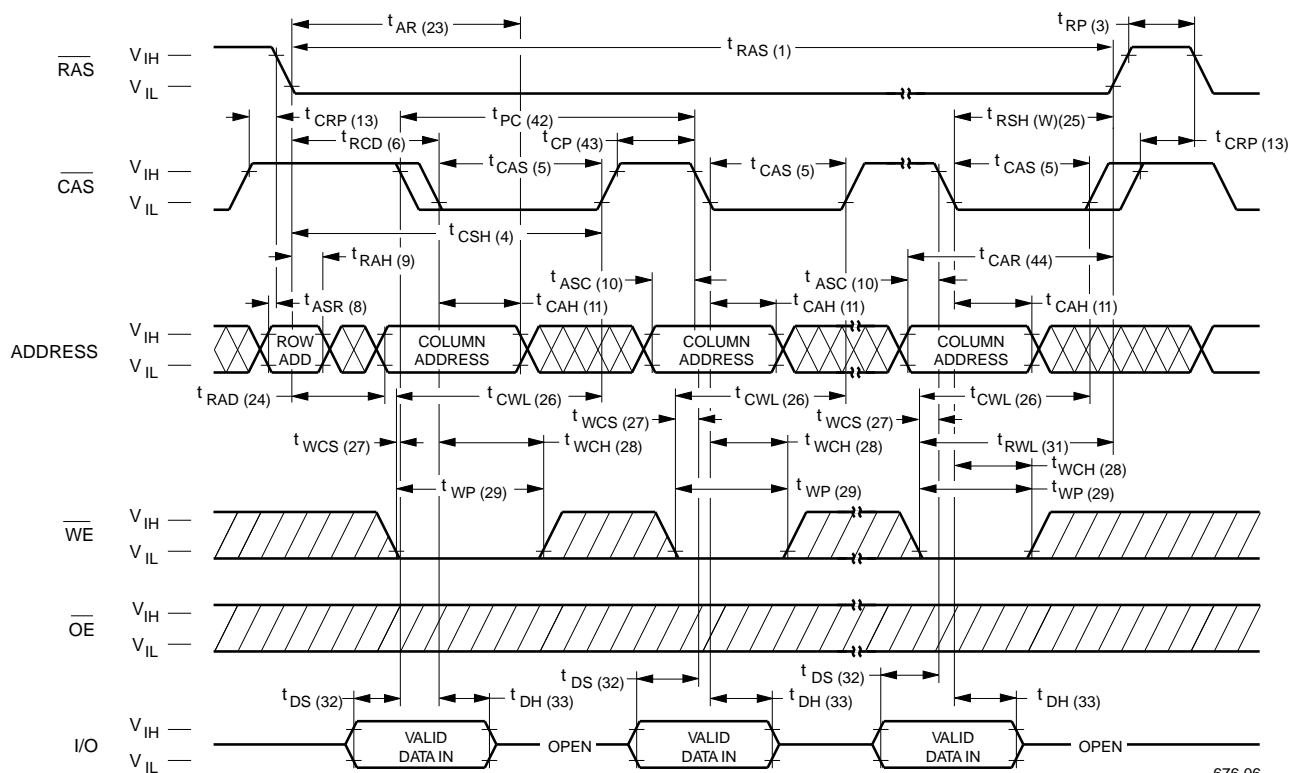 t AR (23)
t RP (3)
t RAS (1)
RAS
V IH
V IL
t CRP (13)
t PC (42)
t RSH (W)(25)
t RCD (6)
t CP (43)
t CRP (13)
CAS
V IH
V IL
t CAS (5)
t CAS (5)
t CAS (5)
t CSH (4)
t RAH (9)
t CAR (44)
t ASC (10)
t ASC (10)
t ASR (8)
t CAH (11)
t CAH (11)
t CAH (11)
ADDRESS
V IH
V IL
ROW
ADD
COLUMN
ADDRESS
COLUMN
ADDRESS
COLUMN
ADDRESS
t RAD (24)
t CWL (26)
t CWL (26)
t CWL (26)
t WCS (27)
t WCS (27)
t WCS (27)
t WCH (28)
t WCH (28)
t RWL (31)
t WCH (28)
t WP (29)
t WP (29)
t WP (29)
WE
V IH
V IL
OE
V IH
V IL
t DS (32)
t DS (32)
t DS (32)
t DH (33)
t DH (33)
t DH (33)
I/O
V IH
V IL
VALID
DATA IN
OPEN
VALID
DATA IN
VALID
DATA IN
OPEN